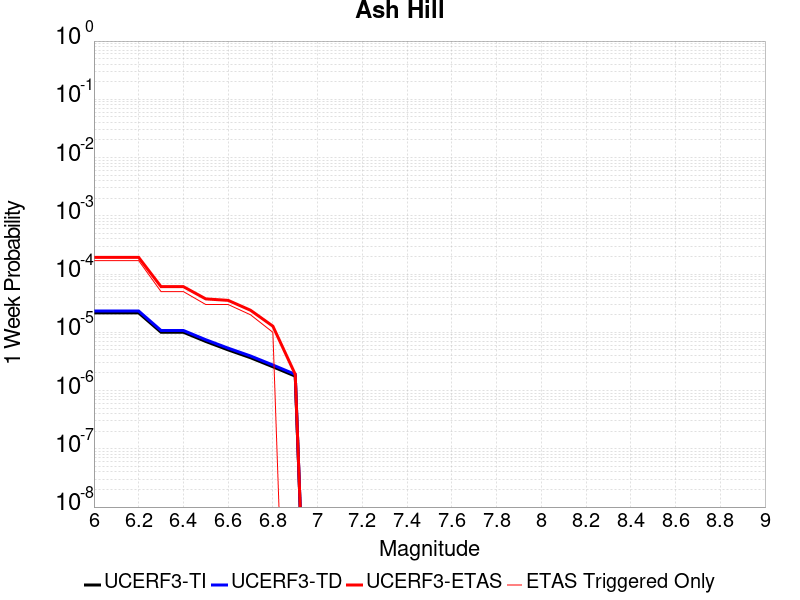 Ash Hill
10^0
10^-1
10^-2
10^-3
10^-4
10^-5
10^-6
10^-7
10^-8
1 Week Probability
6 6.2 6.4 6.6 6.8 7 7.2 7.4 7.6 7.8 8 8.2 8.4 8.6 8.8 9
Magnitude
UCERF3-TI UCERF3-TD UCERF3-ETAS ETAS Triggered Only